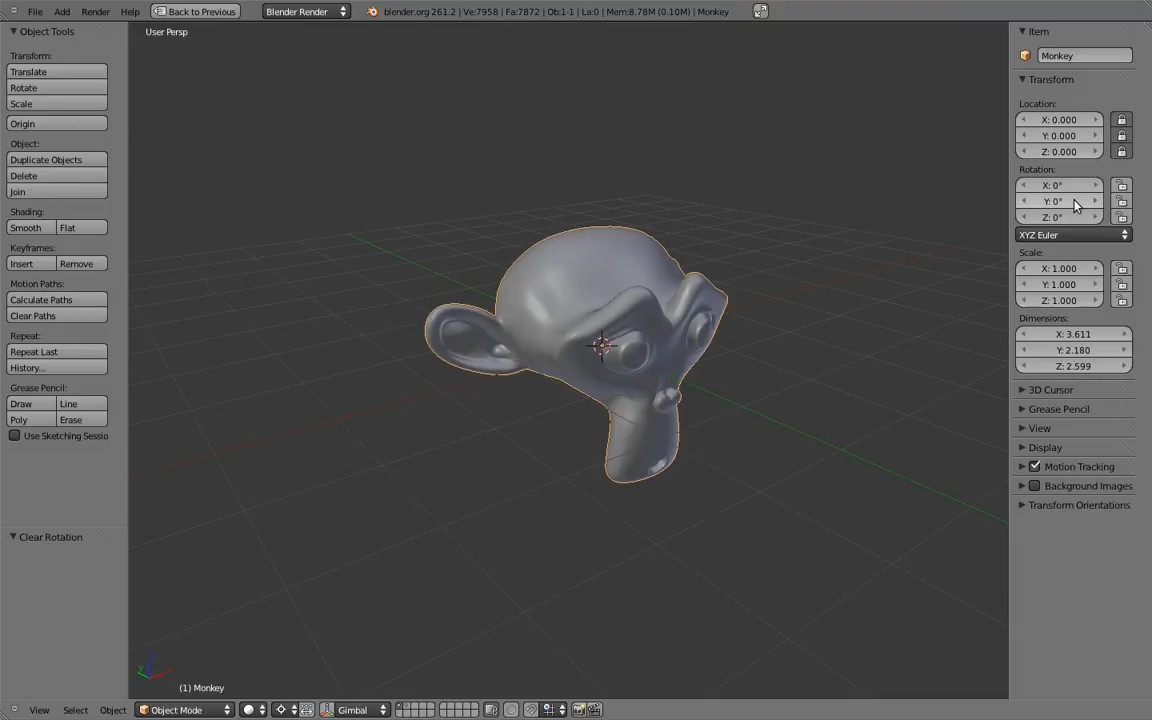 File Add Render Help Back to Previous Blender Render blender.org 261.2 | Ve:7958 | Fa:7872 | Ob:1-1 | La:0 | Mem:8.78M (0.10M) | Monkey
Object Tools
User Persp
Item
Transform:
Monkey
Translate
Transform
Rotate
Scale
Location:
Origin
X: 0.000
Y: 0.000
Object:
Z: 0.000
Duplicate Objects
Rotation:
Delete
X: 0°
Join
Y: 0°
Shading:
Z: 0°
Smooth Flat
XYZ Euler
Keyframes:
Scale:
Insert Remove
X: 1.000
Motion Paths:
Y: 1.000
Calculate Paths
Z: 1.000
Clear Paths
Dimensions:
Repeat:
X: 3.611
Repeat Last
Y: 2.180
History...
Z: 2.599
Grease Pencil:
3D Cursor
Draw Line
Grease Pencil
Poly Erase
View
Use Sketching Sessio
Display
Motion Tracking
Background Images
Transform Orientations
Clear Rotation
(1) Monkey
View Select Object Object Mode Gimbal